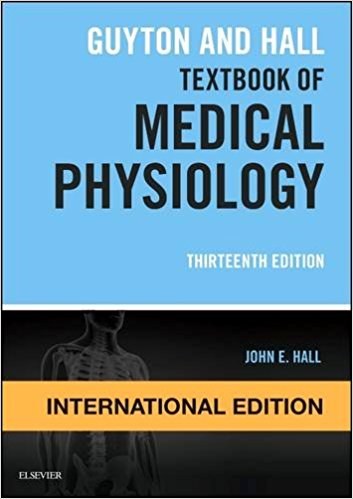 GUYTON AND HALL
TEXTBOOK OF
MEDICAL
PHYSIOLOGY
THIRTEENTH EDITION
JOHN E. HALL
INTERNATIONAL EDITION
ELSEVIER